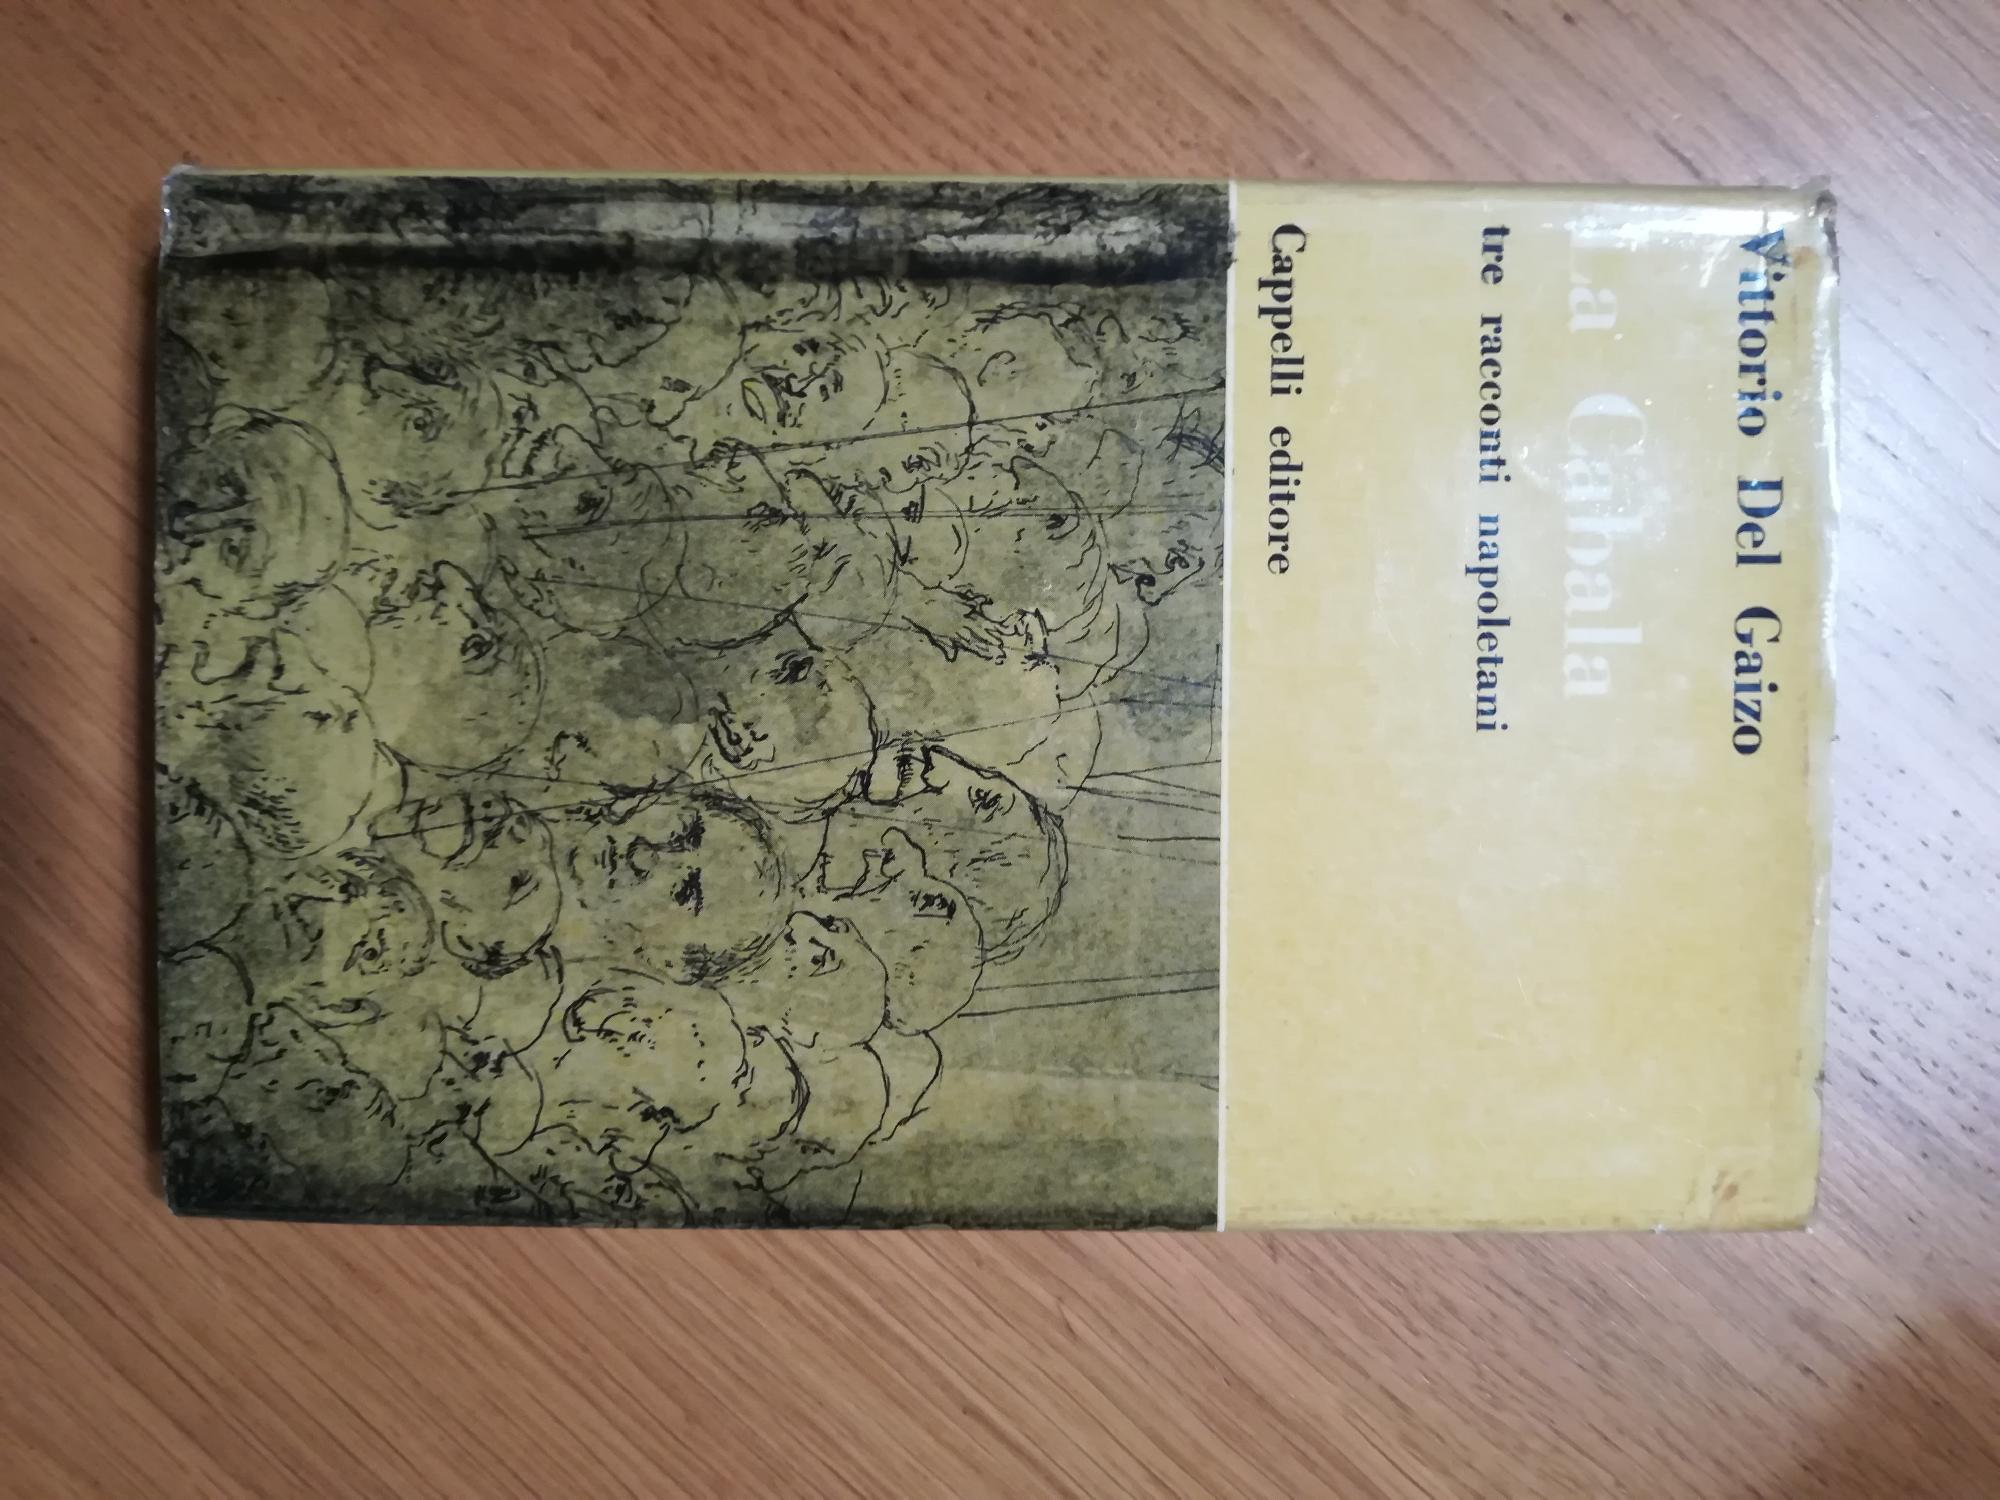 Vittorio Del Gaizo
La Cabala
tre racconti napoletani
Cappelli editore